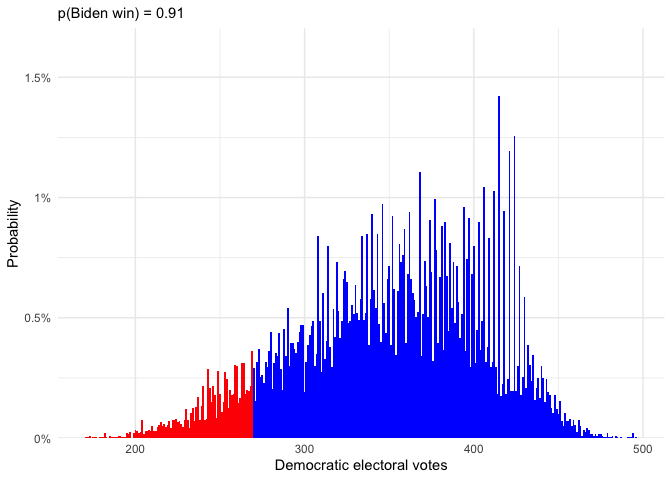 p(Biden win) = 0.91
1.5%
1%
0.5%
0%
Probability
200
300
400
500
Democratic electoral votes